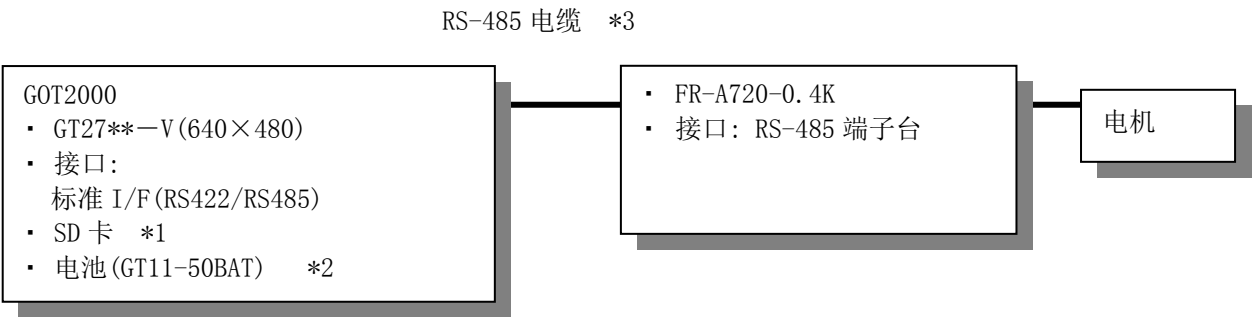 RS-485 电缆 *3
GOT2000
· GT27**－V(640×480)
· 接口:
标准 I/F(RS422/RS485)
· SD 卡 *1
· 电池(GT11-50BAT) *2
· FR-A720-0.4K
· 接口: RS-485 端子台
电机